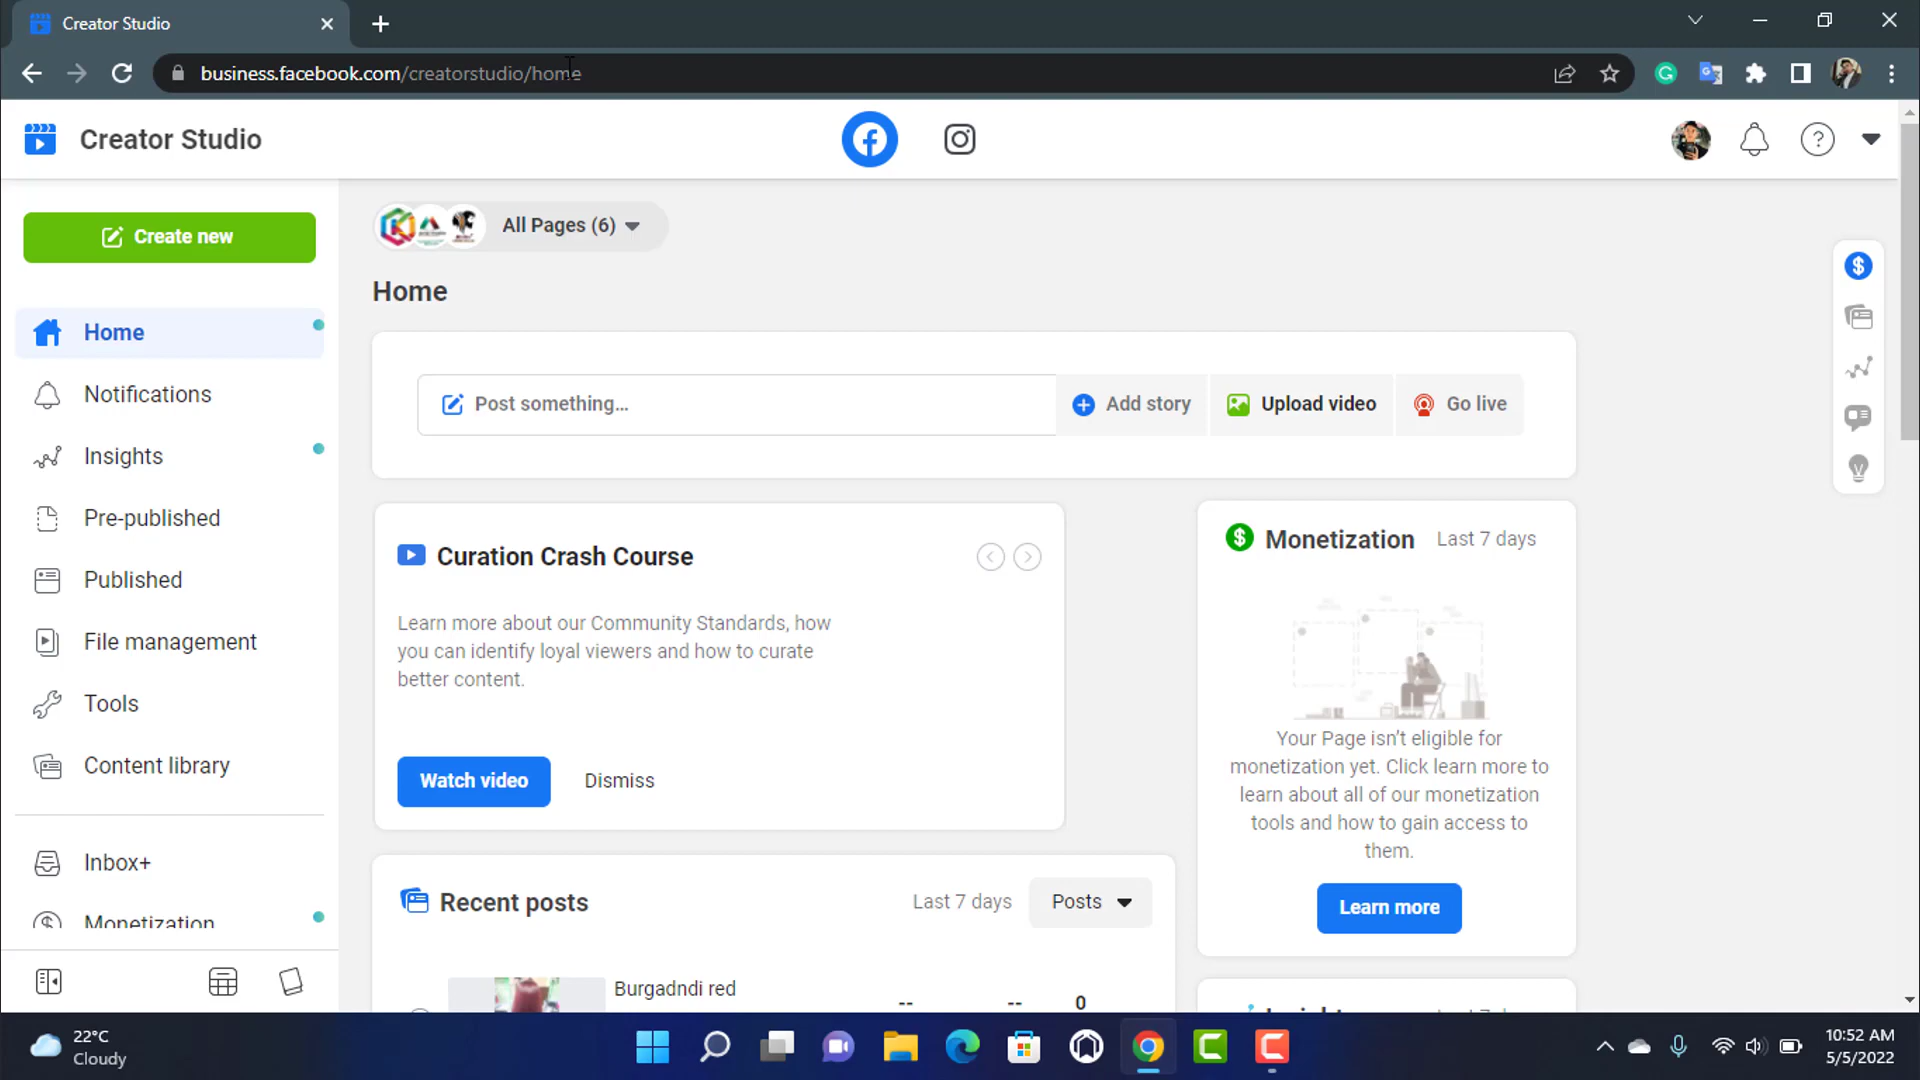 Creator Studio
business.facebook.com/creatorstudio/home
Creator Studio
Create new
All Pages (6)
Home
Home
Notifications
Insights
Pre-published
Published
File management
Tools
Content library
Inbox+
Monetization
Post something...
Add story
Upload video
Go live
Curation Crash Course
Learn more about our Community Standards, how
you can identify loyal viewers and how to curate
better content.
Watch video
Dismiss
Monetization
Last 7 days
Your Page isn't eligible for
monetization yet. Click learn more to
learn about all of our monetization
tools and how to gain access to
them.
Learn more
Recent posts
Last 7 days
Posts
Burgadndi red
--
--
0
22°C
Cloudy
10:52 AM
5/5/2022